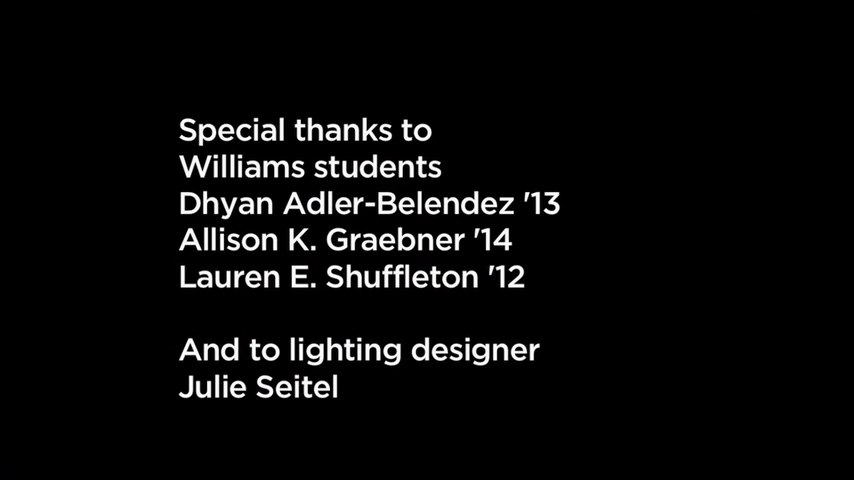 Special thanks to
Williams students
Dhyan Adler-Belendez '13
Allison K. Graebner '14
Lauren E. Shuffleton '12
And to lighting designer
Julie Seitel